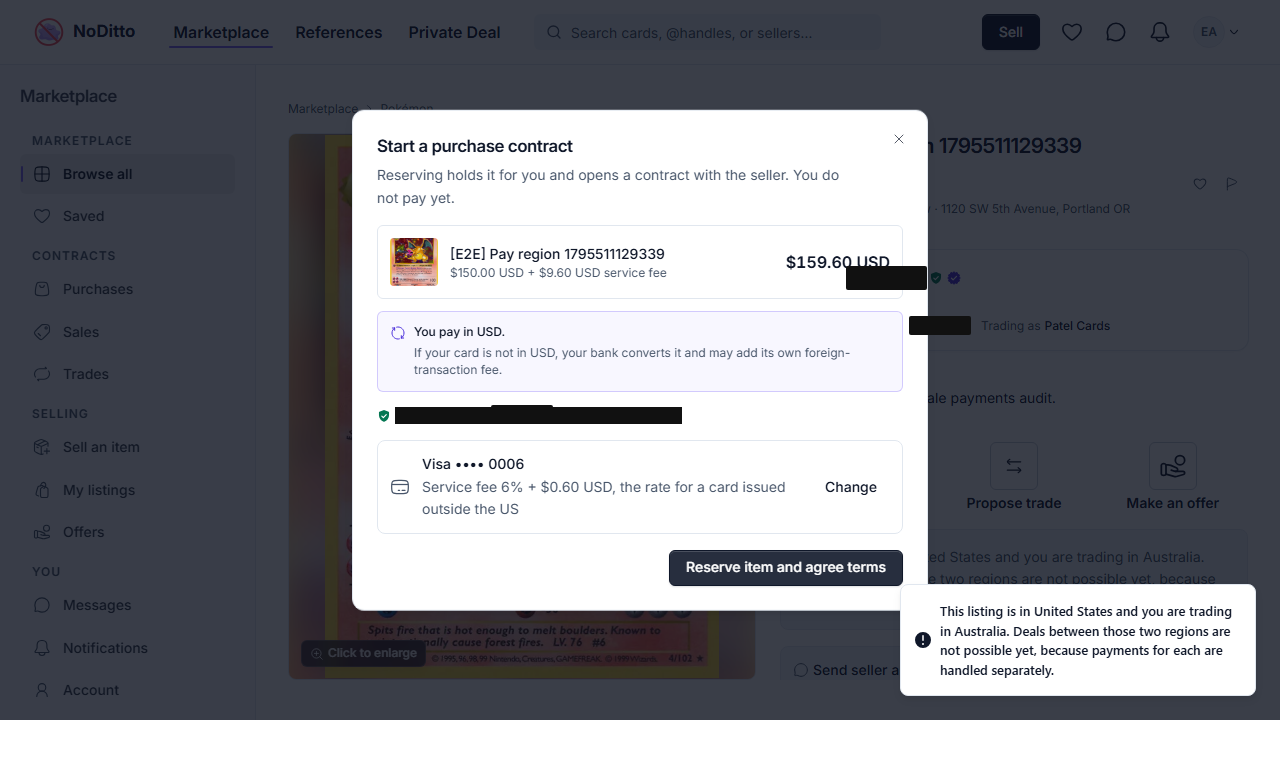 NoDitto
Marketplace
References
Private Deal
Search cards, @handles, or sellers...
Sell
EA
Marketplace
MARKETPLACE
Browse all
Saved
CONTRACTS
Purchases
Sales
Trades
SELLING
Sell an item
My listings
Offers
YOU
Messages
Notifications
Account
Marketplace > Pokémon
1795511129339
· 1120 SW 5th Avenue, Portland OR
Trading as Patel Cards
payments audit.
Propose trade
Make an offer
States and you are trading in Australia.
two regions are not possible yet, because
Send seller
Start a purchase contract
Reserving holds it for you and opens a contract with the seller. You do
not pay yet.
[E2E] Pay region 1795511129339
$150.00 USD + $9.60 USD service fee
$159.60 USD
You pay in USD.
If your card is not in USD, your bank converts it and may add its own foreign-
transaction fee.
Visa •••• 0006
Service fee 6% + $0.60 USD, the rate for a card issued
outside the US
Change
Reserve item and agree terms
Spits fire that is hot enough to melt boulders. Known to
cause forest fires. LV. 76 #6
Click to enlarge
4/102
This listing is in United States and you are trading
in Australia. Deals between those two regions are
not possible yet, because payments for each are
handled separately.